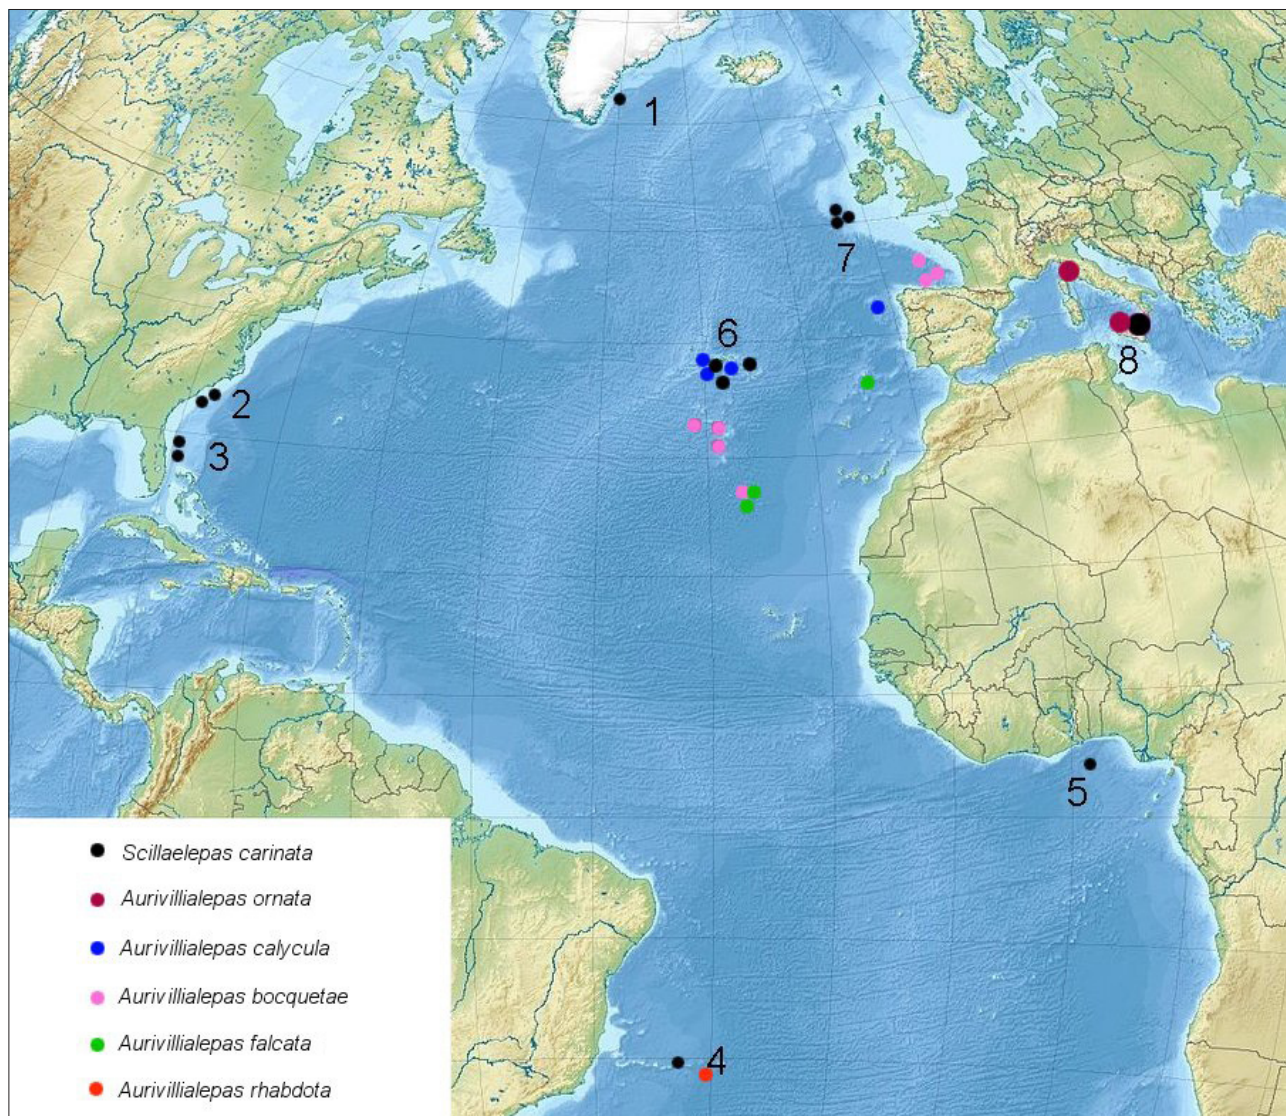 1
7
6
8
2
3
5
4
Scillaelepas carinata
Aurivillialepas ornata
Aurivillialepas calycula
Aurivillialepas bocquetae
Aurivillialepas falcata
Aurivillialepas rhabdota